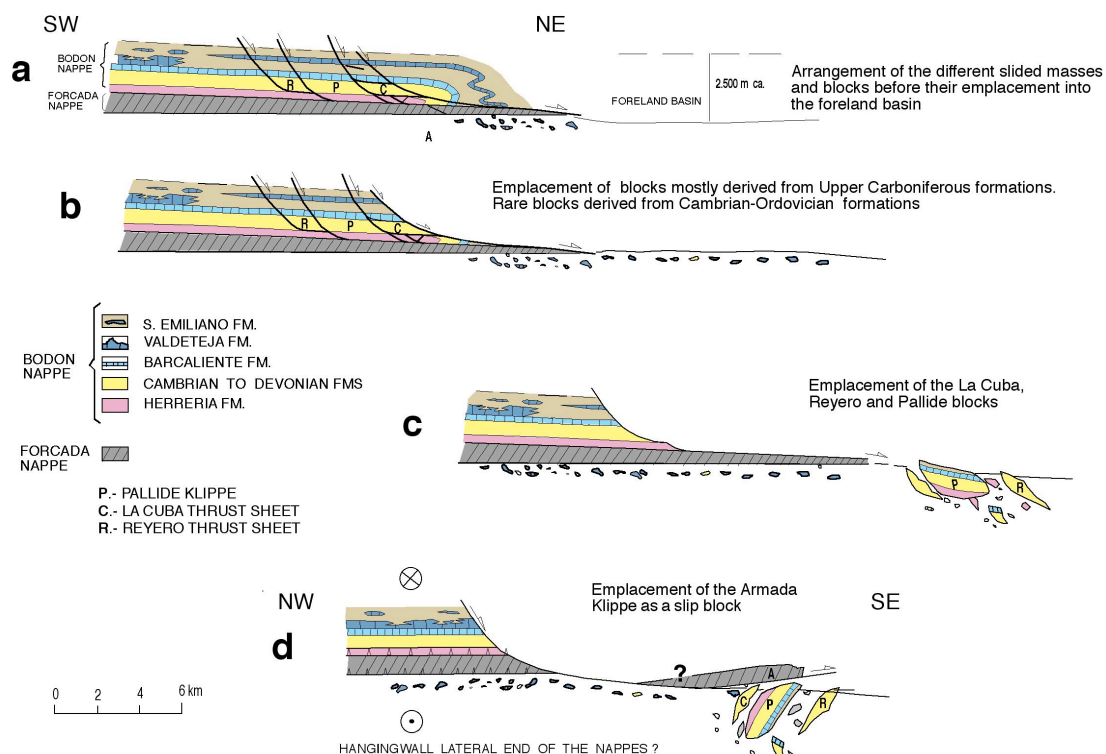 SW
NE
a
BODON
NAPPE
FORCADA
NAPPE
R
P
C
A
FORELAND BASIN
2.500 m ca.
Arrangement of the different slided masses
and blocks before their emplacement into
the foreland basin
b
R
P
C
Emplacement of blocks mostly derived from Upper Carboniferous formations.
Rare blocks derived from Cambrian-Ordovician formations
BODON
NAPPE
S. EMILIANO FM.
VALDETEJA FM.
BARCALIENTE FM.
CAMBRIAN TO DEVONIAN FMS
HERRERIA FM.
FORCADA
NAPPE
P.- PALLIDE KLIPPE
C.- LA CUBA THRUST SHEET
R.- REYERO THRUST SHEET
c
Emplacement of the La Cuba,
Reyero and Pallide blocks
P
R
NW
SE
d
Emplacement of the Armada
Klippe as a slip block
?
A
C
P
R
0 2 4 6 km
HANGINGWALL LATERAL END OF THE NAPPES ?